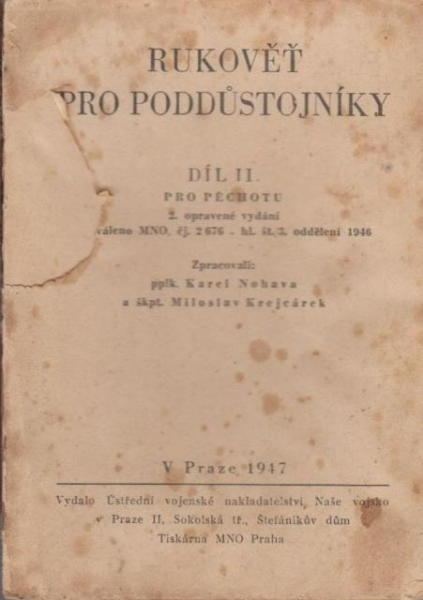 RUKOVĚŤ
PRO PODDŮSTOJNÍKY
DÍL II.
PRO PĚCHOTU
2. opravené vydání
váleno MNO, čj. 2676 - hl. št./3. oddělení 1946
Zpracovali:
pplk. Karel Nohava
a škpt. Miloslav Krejcárek
V Praze 1947
Vydalo Ústřední vojenské nakladatelství, Naše vojsko
v Praze II, Sokolská tř., Štefánikův dům
Tiskárna MNO Praha